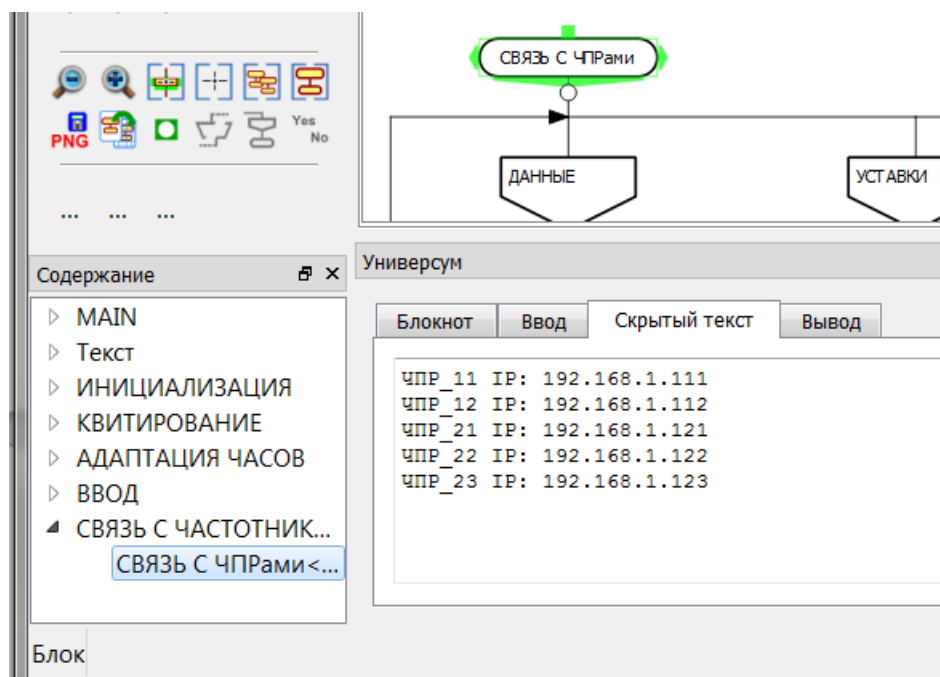 СВЯЗЬ С ЧПРами
ДАННЫЕ
УСТАВКИ
PNG
Yes
No
... ... ...
Содержание
MAIN
Текст
ИНИЦИАЛИЗАЦИЯ
КВИТИРОВАНИЕ
АДАПТАЦИЯ ЧАСОВ
ВВОД
СВЯЗЬ С ЧАСТОТНИК...
СВЯЗЬ С ЧПРами<...
Универсум
Блокнот Ввод Скрытый текст Вывод
ЧПР_11 IP: 192.168.1.111
ЧПР_12 IP: 192.168.1.112
ЧПР_21 IP: 192.168.1.121
ЧПР_22 IP: 192.168.1.122
ЧПР_23 IP: 192.168.1.123
Блок